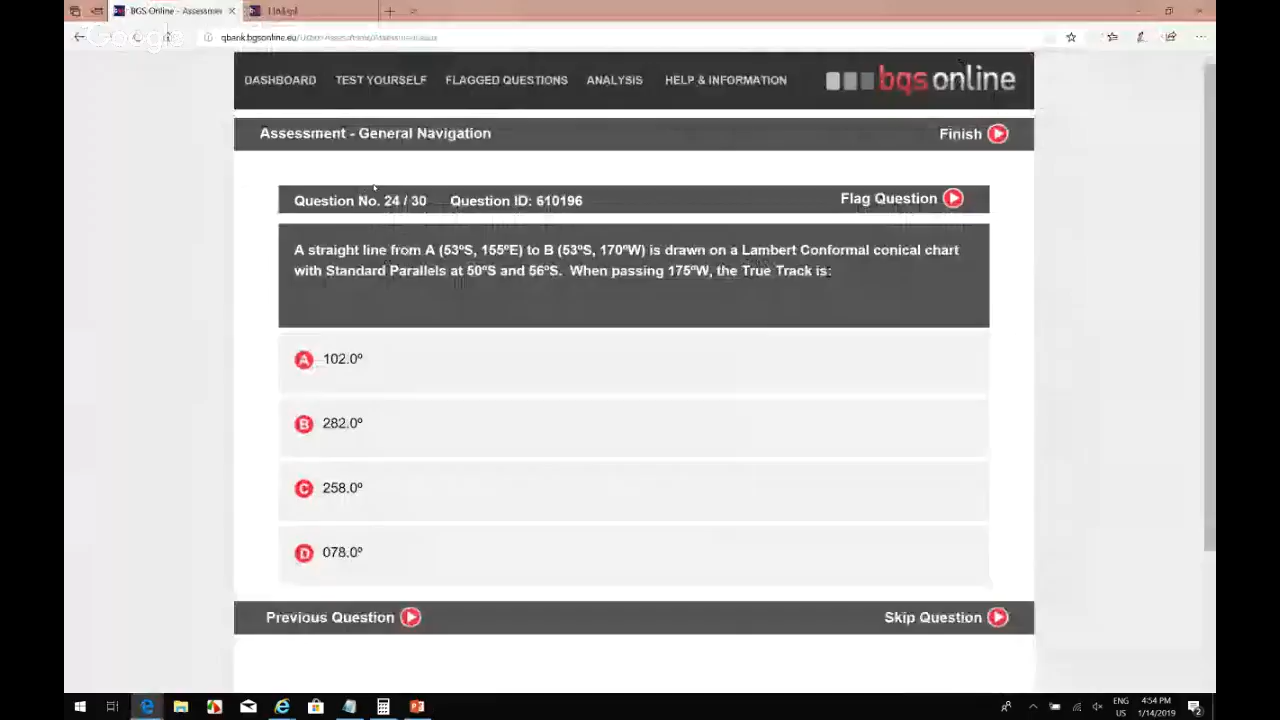 BGS Online - Assessmen
qbank.bgsonline.eu/
Google
DASHBOARD TEST YOURSELF FLAGGED QUESTIONS ANALYSIS HELP & INFORMATION bgs online
Assessment - General Navigation Finish
Question No. 24 / 30 Question ID: 610196 Flag Question
A straight line from A (53ºS, 155ºE) to B (53ºS, 170ºW) is drawn on a Lambert Conformal conical chart
with Standard Parallels at 50ºS and 56ºS. When passing 175ºW, the True Track is:
A 102.0º
B 282.0º
C 258.0º
D 078.0º
Previous Question Skip Question
ENG 4:54 PM
US 1/14/2019
2